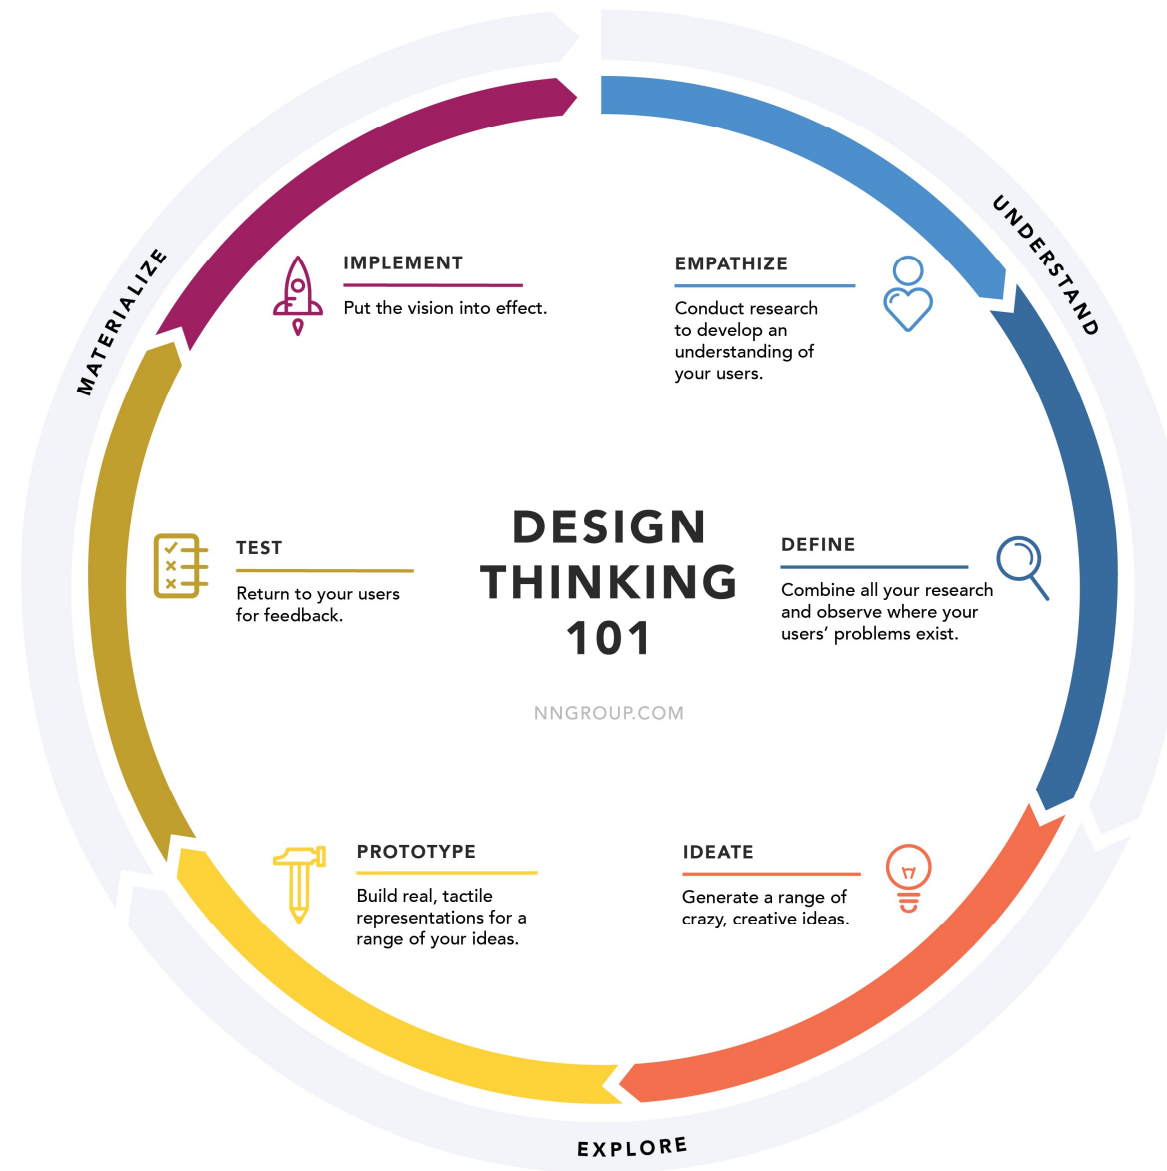 DESIGN
THINKING
101
NNGROUP.COM
UNDERSTAND
EMPATHIZE
Conduct research
to develop an
understanding of
your users.
DEFINE
Combine all your research
and observe where your
users’ problems exist.
EXPLORE
IDEATE
Generate a range of
crazy, creative ideas.
PROTOTYPE
Build real, tactile
representations for a
range of your ideas.
MATERIALIZE
TEST
Return to your users
for feedback.
IMPLEMENT
Put the vision into effect.